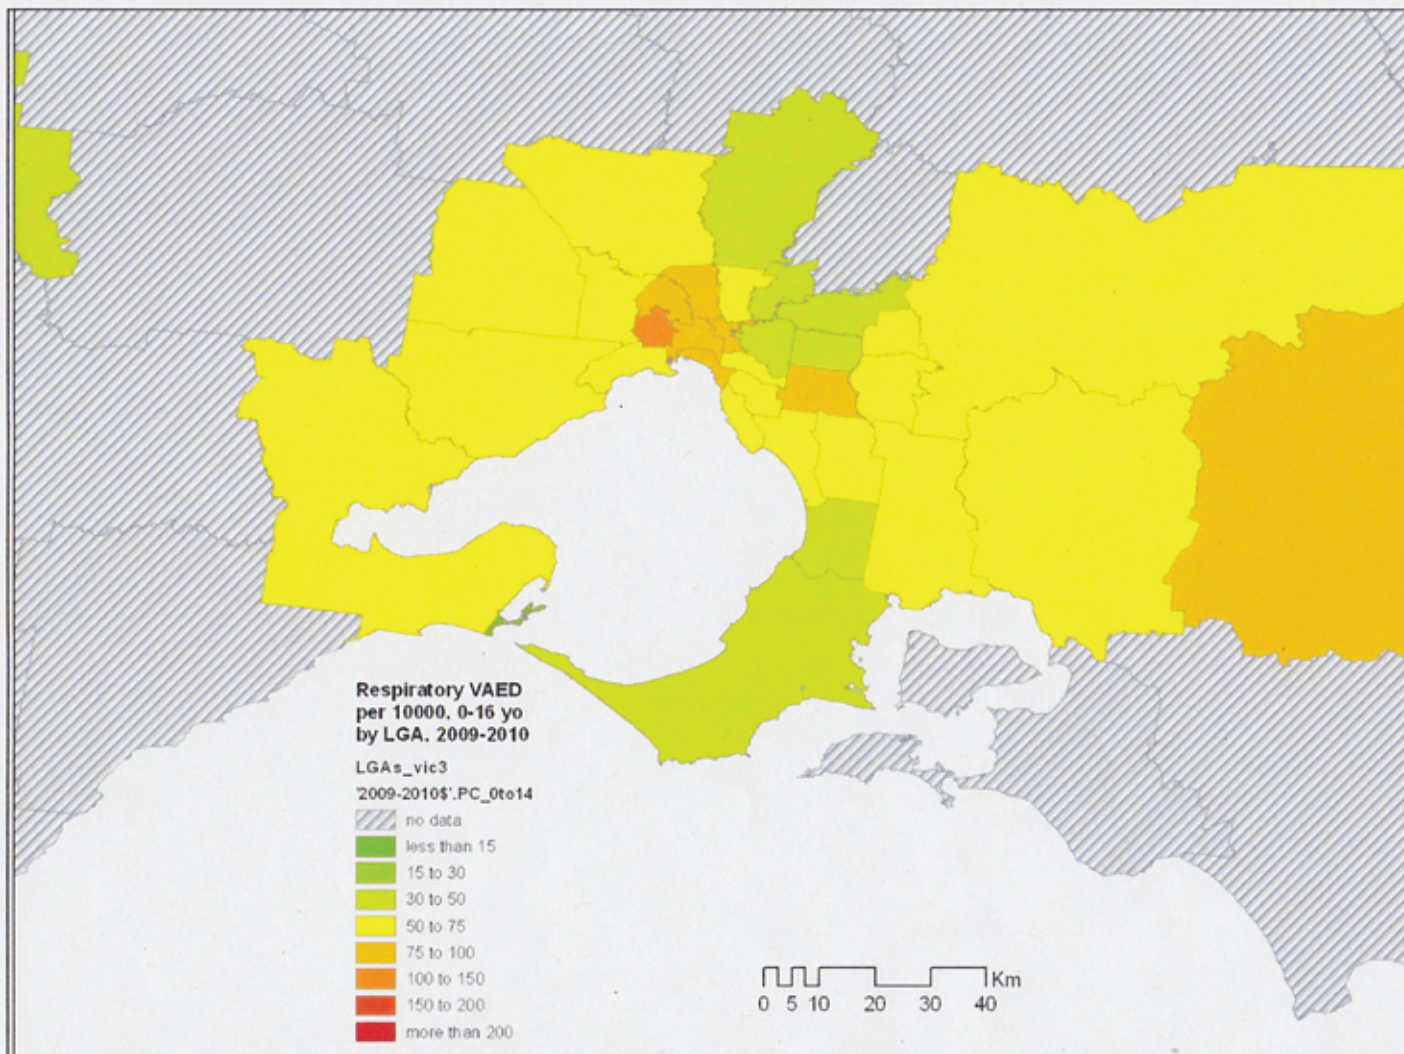 Respiratory VAED
per 10000, 0-16 yo
by LGA, 2009-2010
LGAs_vic3
'2009-2010$'.PC_0to14
no data
less than 15
15 to 30
30 to 50
50 to 75
75 to 100
100 to 150
150 to 200
more than 200
Km
0 5 10 20 30 40